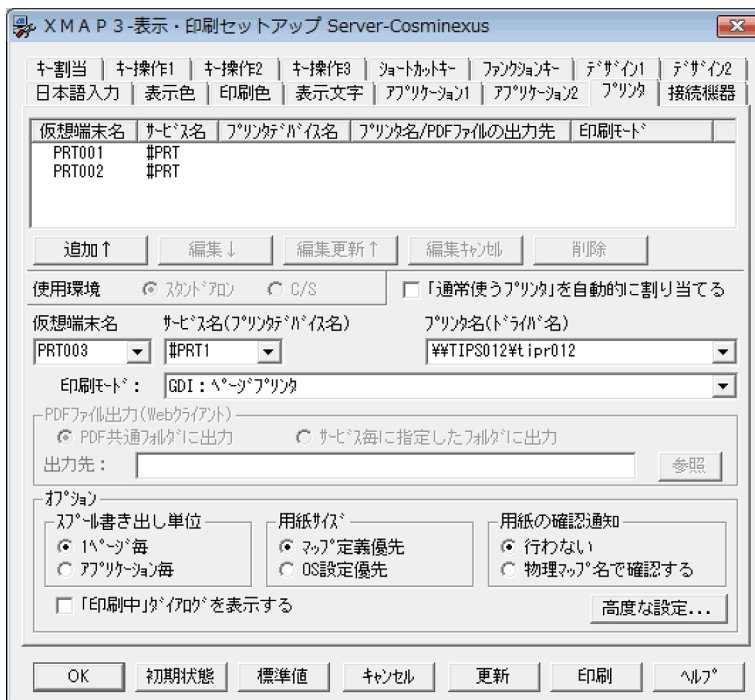 XMAP3-表示・印刷セットアップ Server-Cosminexus
ｷｰ割当 ｷｰ操作1 ｷｰ操作2 ｷｰ操作3 ｼｮｰﾄｶｯﾄｷｰ ﾌｧﾝｸｼｮﾝｷｰ ﾃﾞｻﾞｲﾝ1 ﾃﾞｻﾞｲﾝ2
日本語入力 表示色 印刷色 表示文字 ｱﾌﾟﾘｹｰｼｮﾝ1 ｱﾌﾟﾘｹｰｼｮﾝ2 ﾌﾟﾘﾝﾀ 接続機器
仮想端末名 ｻｰﾋﾞｽ名 ﾌﾟﾘﾝﾀﾃﾞﾊﾞｲｽ名 ﾌﾟﾘﾝﾀ名/PDFﾌｧｲﾙの出力先 印刷ﾓｰﾄﾞ
PRT001 #PRT
PRT002 #PRT
追加↑ 編集↓ 編集更新↑ 編集ｷｬﾝｾﾙ 削除
使用環境 ｽﾀﾝﾄﾞｱﾛﾝ C/S 「通常使うﾌﾟﾘﾝﾀ」を自動的に割り当てる
仮想端末名 ｻｰﾋﾞｽ名(ﾌﾟﾘﾝﾀﾃﾞﾊﾞｲｽ名) ﾌﾟﾘﾝﾀ名(ﾄﾞﾗｲﾊﾞ名)
PRT003 #PRT1 ¥¥TIPS012¥tipr012
印刷ﾓｰﾄﾞ： GDI：ﾍﾟｰｼﾞﾌﾟﾘﾝﾀ
PDFﾌｧｲﾙ出力(Webｸﾗｲｱﾝﾄ)
PDF共通ﾌｫﾙﾀﾞに出力 ｻｰﾋﾞｽ毎に指定したﾌｫﾙﾀﾞに出力
出力先： 参照
ｵﾌﾟｼｮﾝ
ｽﾌﾟｰﾙ書き出し単位 用紙ｻｲｽﾞ 用紙の確認通知
1ﾍﾟｰｼﾞ毎 ﾏｯﾌﾟ定義優先 行わない
ｱﾌﾟﾘｹｰｼｮﾝ毎 OS設定優先 物理ﾏｯﾌﾟ名で確認する
「印刷中」ﾀﾞｲｱﾛｸﾞを表示する 高度な設定...
OK 初期状態 標準値 ｷｬﾝｾﾙ 更新 印刷 ﾍﾙﾌﾟ